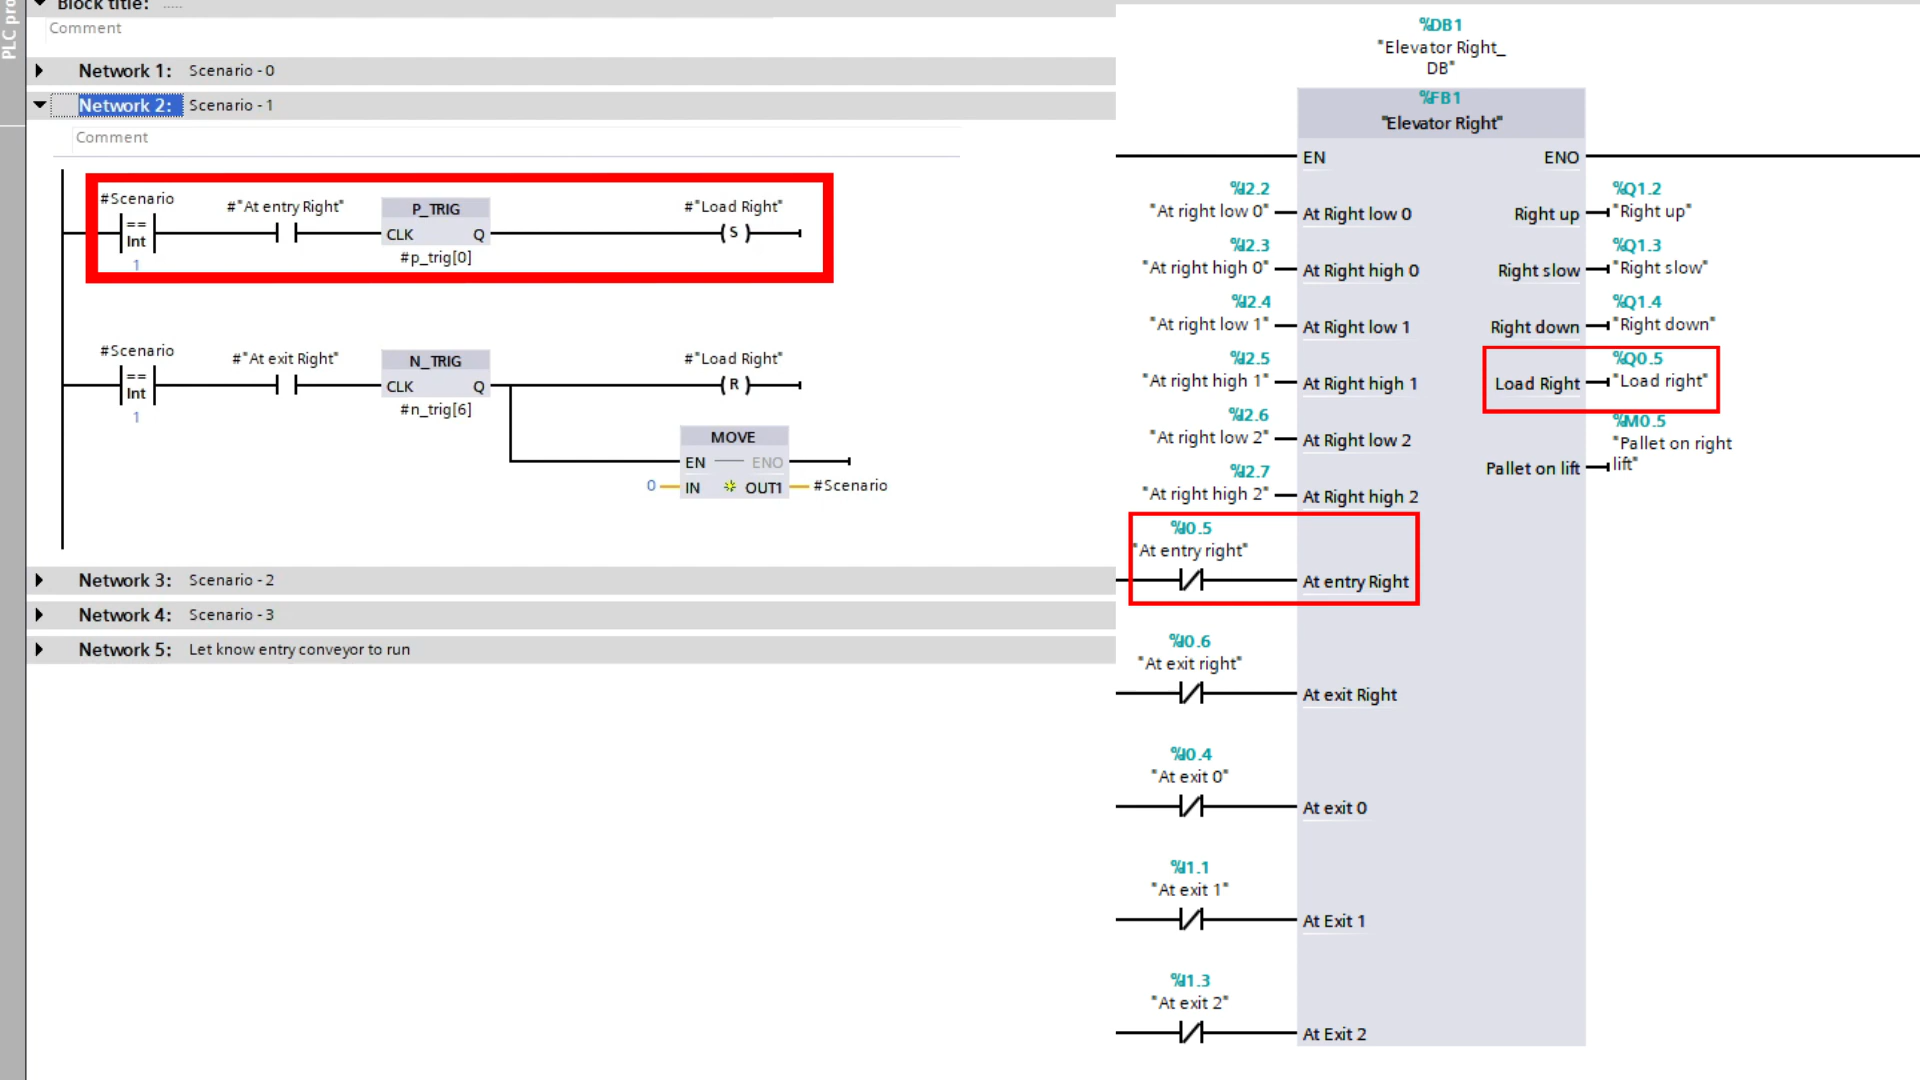 PLC pro
Block title: .....
Comment
Network 1: Scenario - 0
Network 2: Scenario - 1
Comment
#Scenario
==
Int
1
#"At entry Right"
P_TRIG
CLK Q
#p_trig[0]
#"Load Right"
( S )
#Scenario
==
Int
1
#"At exit Right"
N_TRIG
CLK Q
#n_trig[6]
#"Load Right"
( R )
MOVE
EN ENO
0 IN OUT1 #Scenario
Network 3: Scenario - 2
Network 4: Scenario - 3
Network 5: Let know entry conveyor to run
%DB1
"Elevator Right_
DB"
%FB1
"Elevator Right"
EN ENO
%I2.2
"At right low 0" At Right low 0
%I2.3
"At right high 0" At Right high 0
%I2.4
"At right low 1" At Right low 1
%I2.5
"At right high 1" At Right high 1
%I2.6
"At right low 2" At Right low 2
%I2.7
"At right high 2" At Right high 2
%I0.5
"At entry right"
At entry Right
%I0.6
"At exit right"
At exit Right
%I0.4
"At exit 0"
At exit 0
%I1.1
"At exit 1"
At Exit 1
%I1.3
"At exit 2"
At Exit 2
%Q1.2
Right up "Right up"
%Q1.3
Right slow "Right slow"
%Q1.4
Right down "Right down"
%Q0.5
Load Right "Load right"
%M0.5
"Pallet on right
Pallet on lift lift"